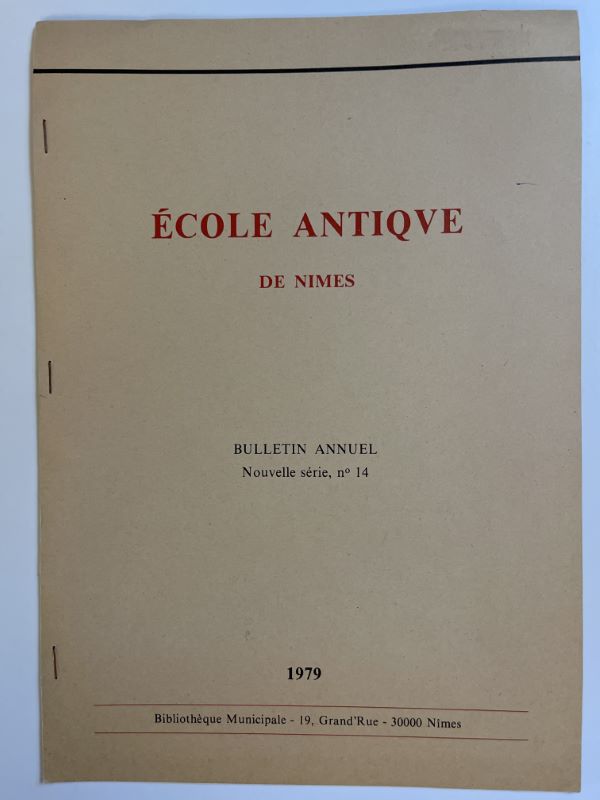 ÉCOLE ANTIQVE
DE NIMES
BULLETIN ANNUEL
Nouvelle série, nº 14
1979
Bibliothèque Municipale - 19, Grand'Rue - 30000 Nîmes